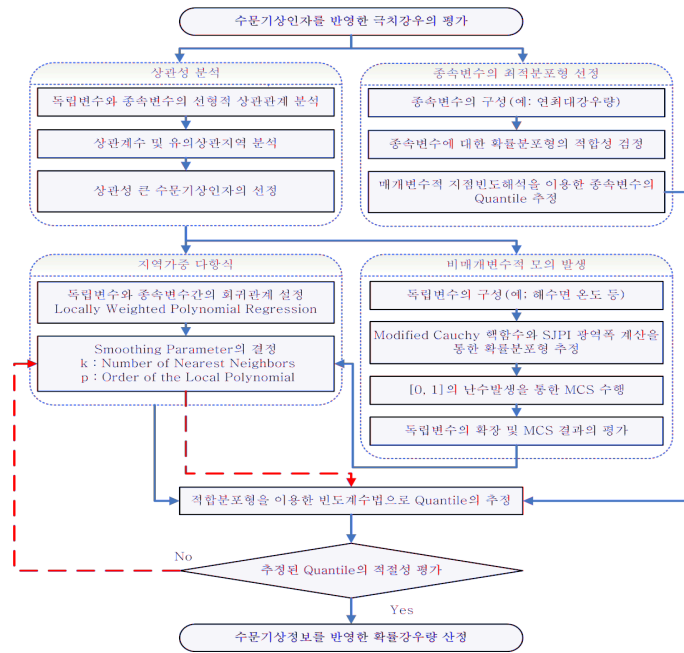 수문기상인자를 반영한 극치강우의 평가
상관성 분석
독립변수와 종속변수의 선형적 상관관계 분석
상관계수 및 유의상관지역 분석
상관성 큰 수문기상인자의 선정
종속변수의 최적분포형 선정
종속변수의 구성(예: 연최대강우량)
종속변수에 대한 확률분포형의 적합성 검정
매개변수적 지점빈도해석을 이용한 종속변수의
Quantile 추정
지역가중 다항식
독립변수와 종속변수간의 회귀관계 설정
Locally Weighted Polynomial Regression
Smoothing Parameter의 결정
k : Number of Nearest Neighbors
p : Order of the Local Polynomial
비매개변수적 모의 발생
독립변수의 구성(예: 해수면 온도 등)
Modified Cauchy 핵함수와 SJPI 광역폭 계산을
통한 확률분포형 추정
[0, 1]의 난수발생을 통한 MCS 수행
독립변수의 확장 및 MCS 결과의 평가
적합분포형을 이용한 빈도계수법으로 Quantile의 추정
No
추정된 Quantile의 적절성 평가
Yes
수문기상정보를 반영한 확률강우량 산정